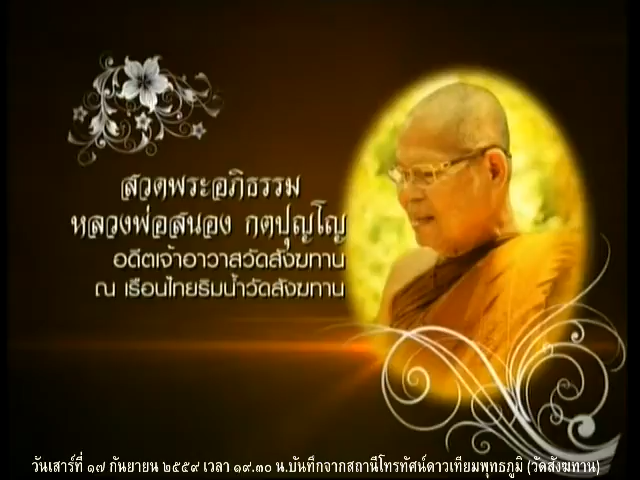 สวดพระอภิธรรม
หลวงพ่อสนอง กตปุญโญ
อดีตเจ้าอาวาสวัดสังฆทาน
ณ เรือนไทยริมน้ำวัดสังฆทาน
วันเสาร์ที่ ๑๗ กันยายน ๒๕๕๙ เวลา ๑๙.๓๐ น.บันทึกจากสถานีโทรทัศน์ดาวเทียมพุทธภูมิ (วัดสังฆทาน)